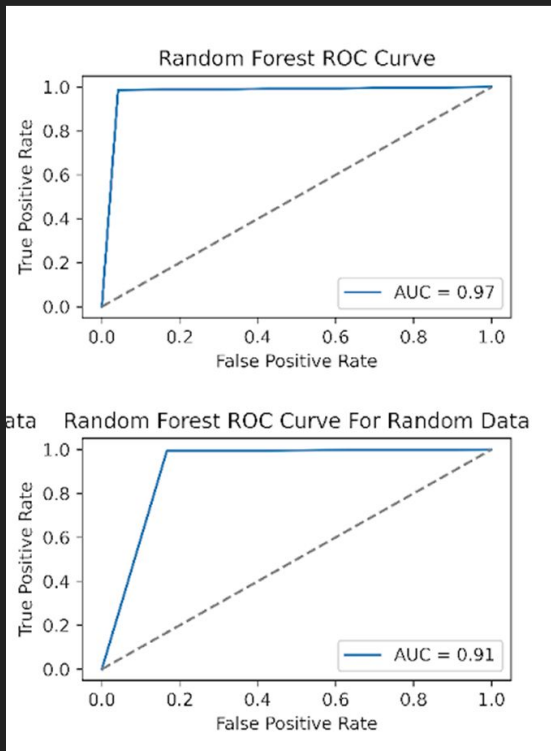 Random Forest ROC Curve
1.0
0.8
0.6
0.4
0.2
0.0
True Positive Rate
AUC = 0.97
0.0 0.2 0.4 0.6 0.8 1.0
False Positive Rate
ata Random Forest ROC Curve For Random Data
1.0
0.8
0.6
0.4
0.2
0.0
True Positive Rate
AUC = 0.91
0.0 0.2 0.4 0.6 0.8 1.0
False Positive Rate